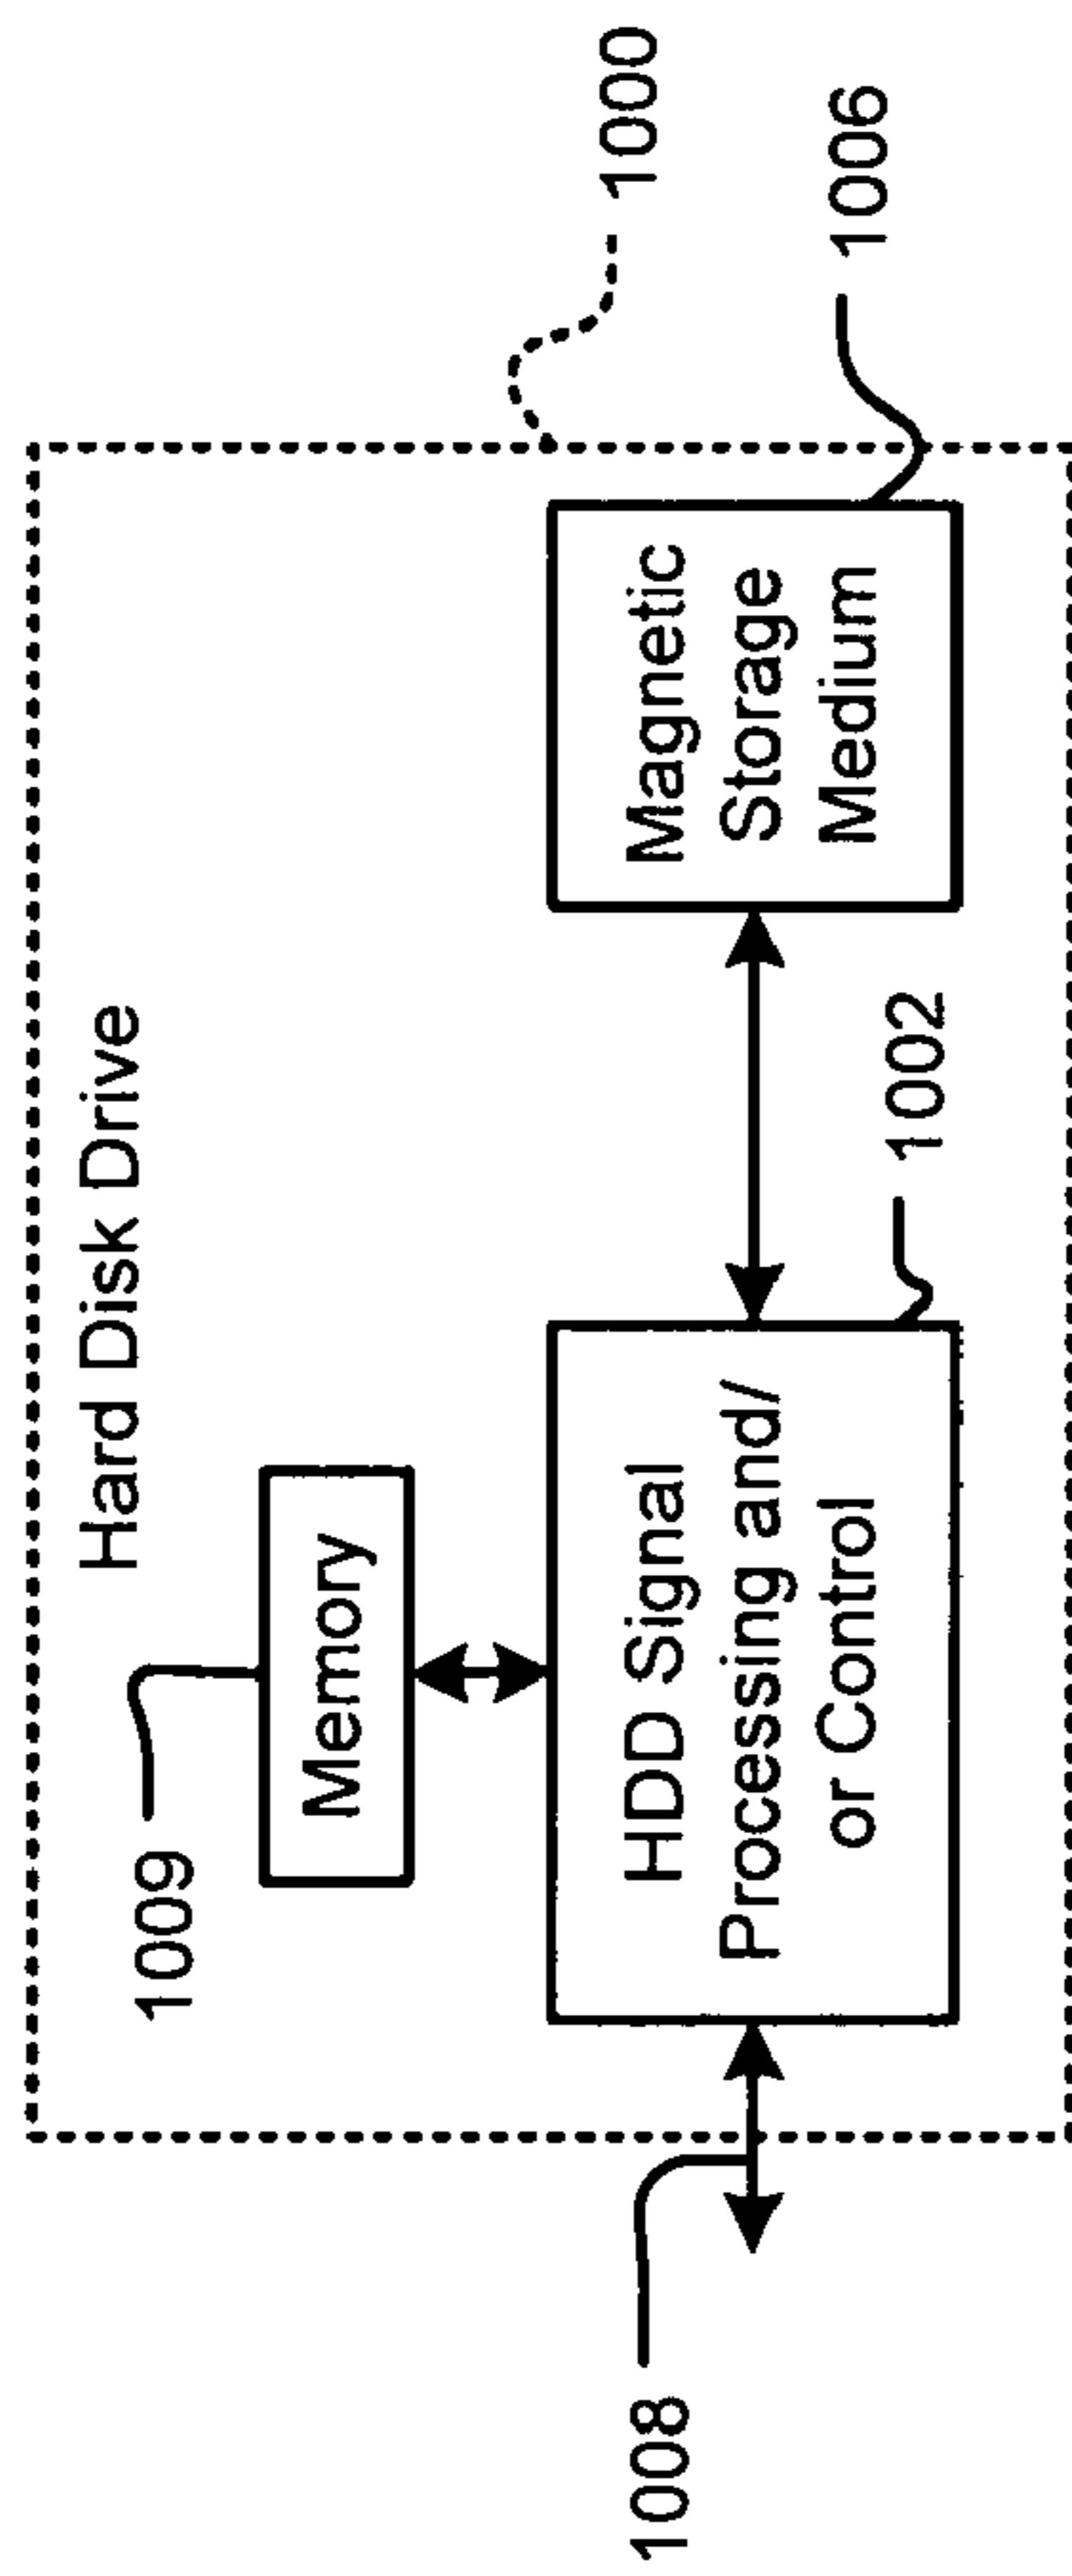 Hard Disk Drive
1009
Memory
1000
HDD Signal
Processing and/
or Control
Magnetic
Storage
Medium
1008
1006
1002